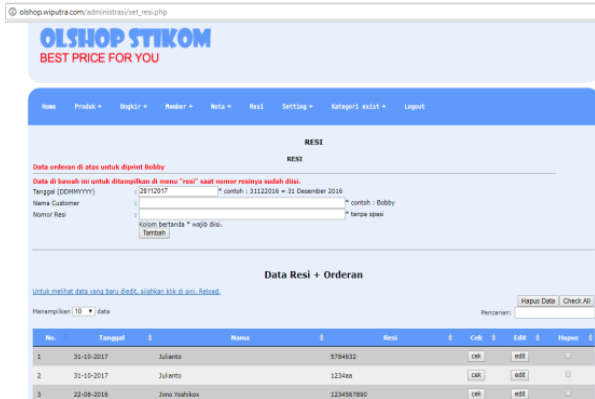 olshop.wiputra.com/administrasi/set_resi.php
OLSHOP STIKOM
BEST PRICE FOR YOU
Home Produk Ongkir Member Nota Resi Setting Kategori exist Logout
RESI
RESI
Data orderan di atas untuk diprint Bobby
Data di bawah ini untuk ditampilkan di menu "resi" saat nomor resinya sudah diisi.
Tanggal (DDMMYYYY) : 28112017 * contoh : 31122016 = 31 Desember 2016
Nama Customer : * contoh : Bobby
Nomor Resi : * tanpa spasi
Kolom bertanda * wajib diisi.
Tambah
Data Resi + Orderan
Untuk melihat data yang baru diedit, silahkan klik di sini. Reload.
Hapus Data Check All
Menampilkan 10 data Pencarian:
No. Tanggal Nama Resi Cek Edit Hapus
1 31-10-2017 Julianto 5784632 cek edit
2 31-10-2017 Julianto 1234aa cek edit
3 22-08-2016 Jono Yoshikox 1234567890 cek edit